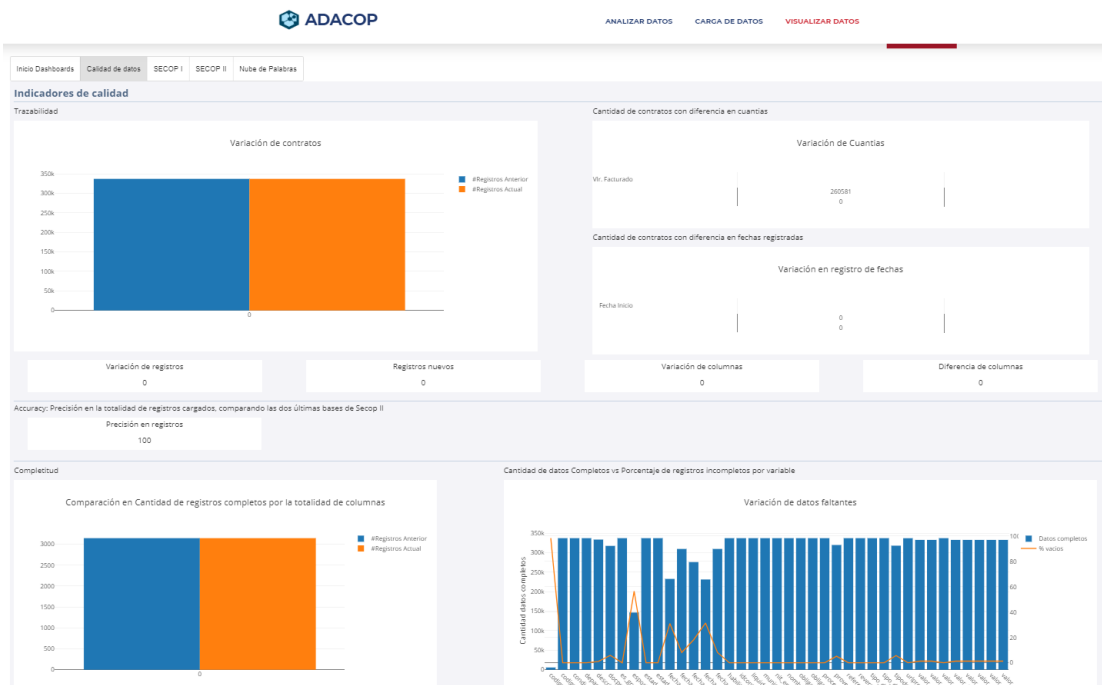 ADACOP
ANALIZAR DATOS CARGA DE DATOS VISUALIZAR DATOS
Inicio Dashboards Calidad de datos SECOP I SECOP II Nube de Palabras
Indicadores de calidad
Trazabilidad
Variación de contratos
#Registros Anterior
#Registros Actual
350k
300k
250k
200k
150k
100k
50k
0
0
Cantidad de contratos con diferencia en cuantias
Variación de Cuantias
Vlr. Facturado
260581
0
Cantidad de contratos con diferencia en fechas registradas
Variación en registro de fechas
Fecha Inicio
0
0
Variación de registros
0
Registros nuevos
0
Variación de columnas
0
Diferencia de columnas
0
Accuracy: Precisión en la totalidad de registros cargados, comparando las dos últimas bases de Secop II
Precisión en registros
100
Completitud
Comparación en Cantidad de registros completos por la totalidad de columnas
#Registros Anterior
#Registros Actual
3000
2500
2000
1500
1000
500
0
0
Cantidad de datos Completos vs Porcentaje de registros incompletos por variable
Variación de datos faltantes
Datos completos
% vacios
Cantidad datos completos
350k
300k
250k
200k
150k
100k
50k
0
100
80
60
40
20
0